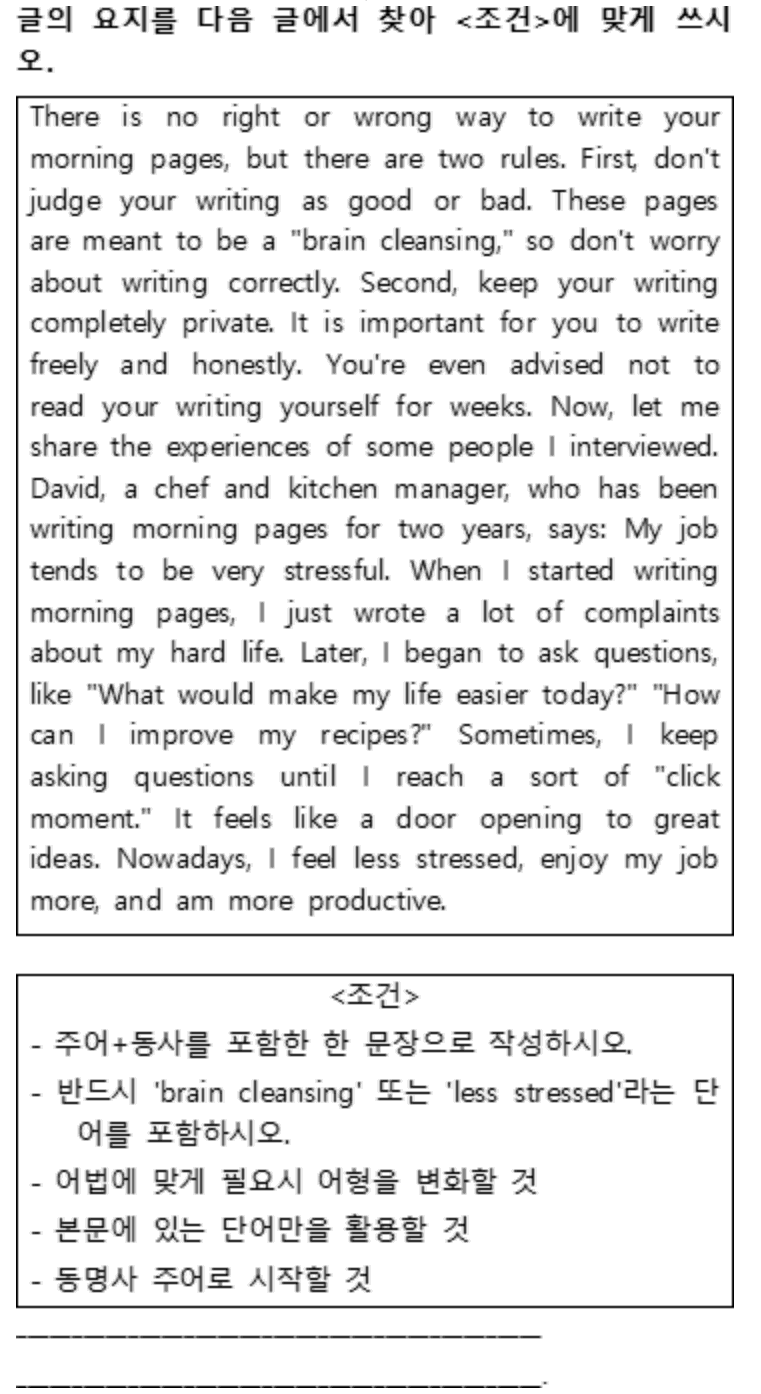 글의 요지를 다음 글에서 찾아 <조건>에 맞게 쓰시
오.
There is no right or wrong way to write your
morning pages, but there are two rules. First, don't
judge your writing as good or bad. These pages
are meant to be a "brain cleansing," so don't worry
about writing correctly. Second, keep your writing
completely private. It is important for you to write
freely and honestly. You're even advised not to
read your writing yourself for weeks. Now, let me
share the experiences of some people I interviewed.
David, a chef and kitchen manager, who has been
writing morning pages for two years, says: My job
tends to be very stressful. When I started writing
morning pages, I just wrote a lot of complaints
about my hard life. Later, I began to ask questions,
like "What would make my life easier today?" "How
can I improve my recipes?" Sometimes, I keep
asking questions until I reach a sort of "click
moment." It feels like a door opening to great
ideas. Nowadays, I feel less stressed, enjoy my job
more, and am more productive.
<조건>
- 주어+동사를 포함한 한 문장으로 작성하시오.
- 반드시 'brain cleansing' 또는 'less stressed'라는 단
어를 포함하시오.
- 어법에 맞게 필요시 어형을 변화할 것
- 본문에 있는 단어만을 활용할 것
- 동명사 주어로 시작할 것